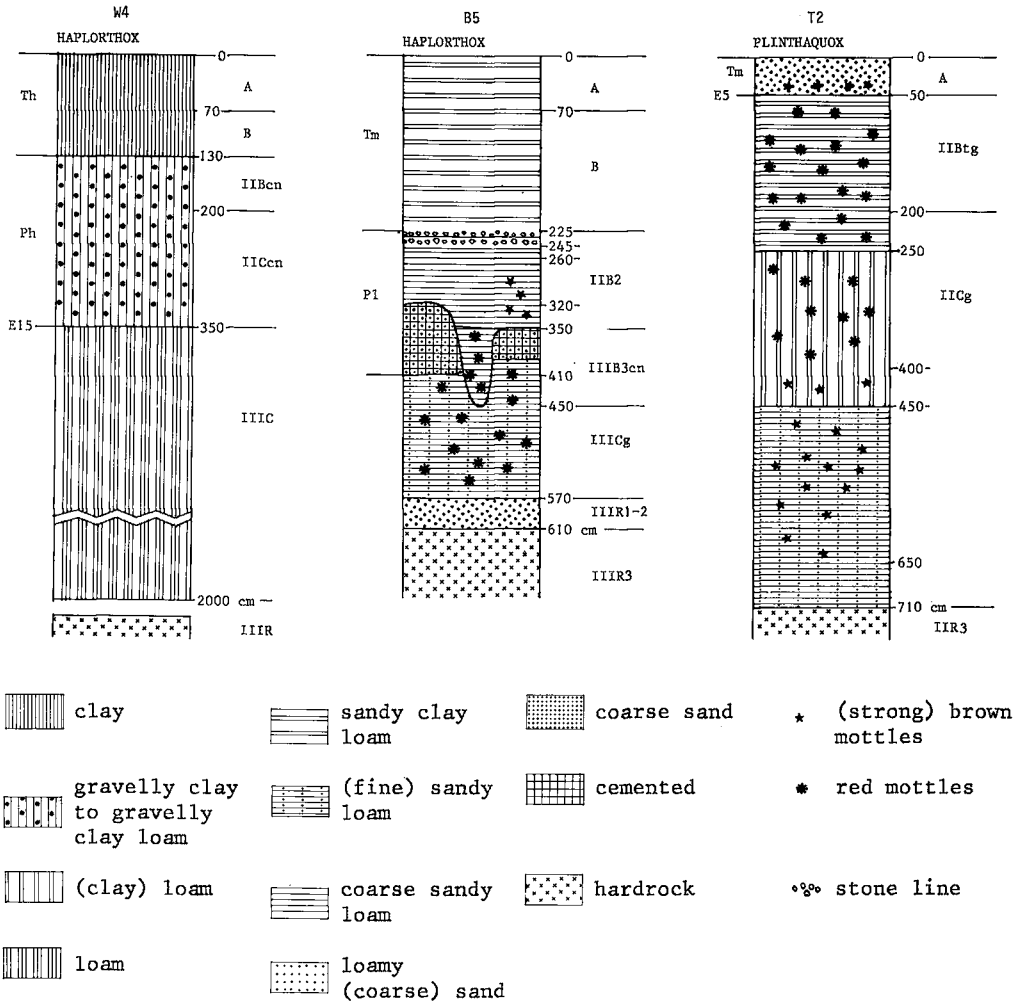 W4
HAPLORTHOX
0
Th
A
70
B
130
IIBcn
200
Ph
IICcn
E15
350
IIIC
2000 cm
IIIR
B5
HAPLORTHOX
0
A
70
Tm
B
225
245
260
IIB2
P1
320
350
IIIB3cn
410
450
IIICg
570
IIIR1-2
610 cm
IIIR3
T2
PLINTHAQUOX
0
Tm
A
E5
50
IIBtg
200
250
IICg
400
450
650
710 cm
IIR3
clay
gravelly clay
to gravelly
clay loam
(clay) loam
loam
sandy clay
loam
(fine) sandy
loam
coarse sandy
loam
loamy
(coarse) sand
coarse sand
cemented
hardrock
(strong) brown
mottles
red mottles
stone line